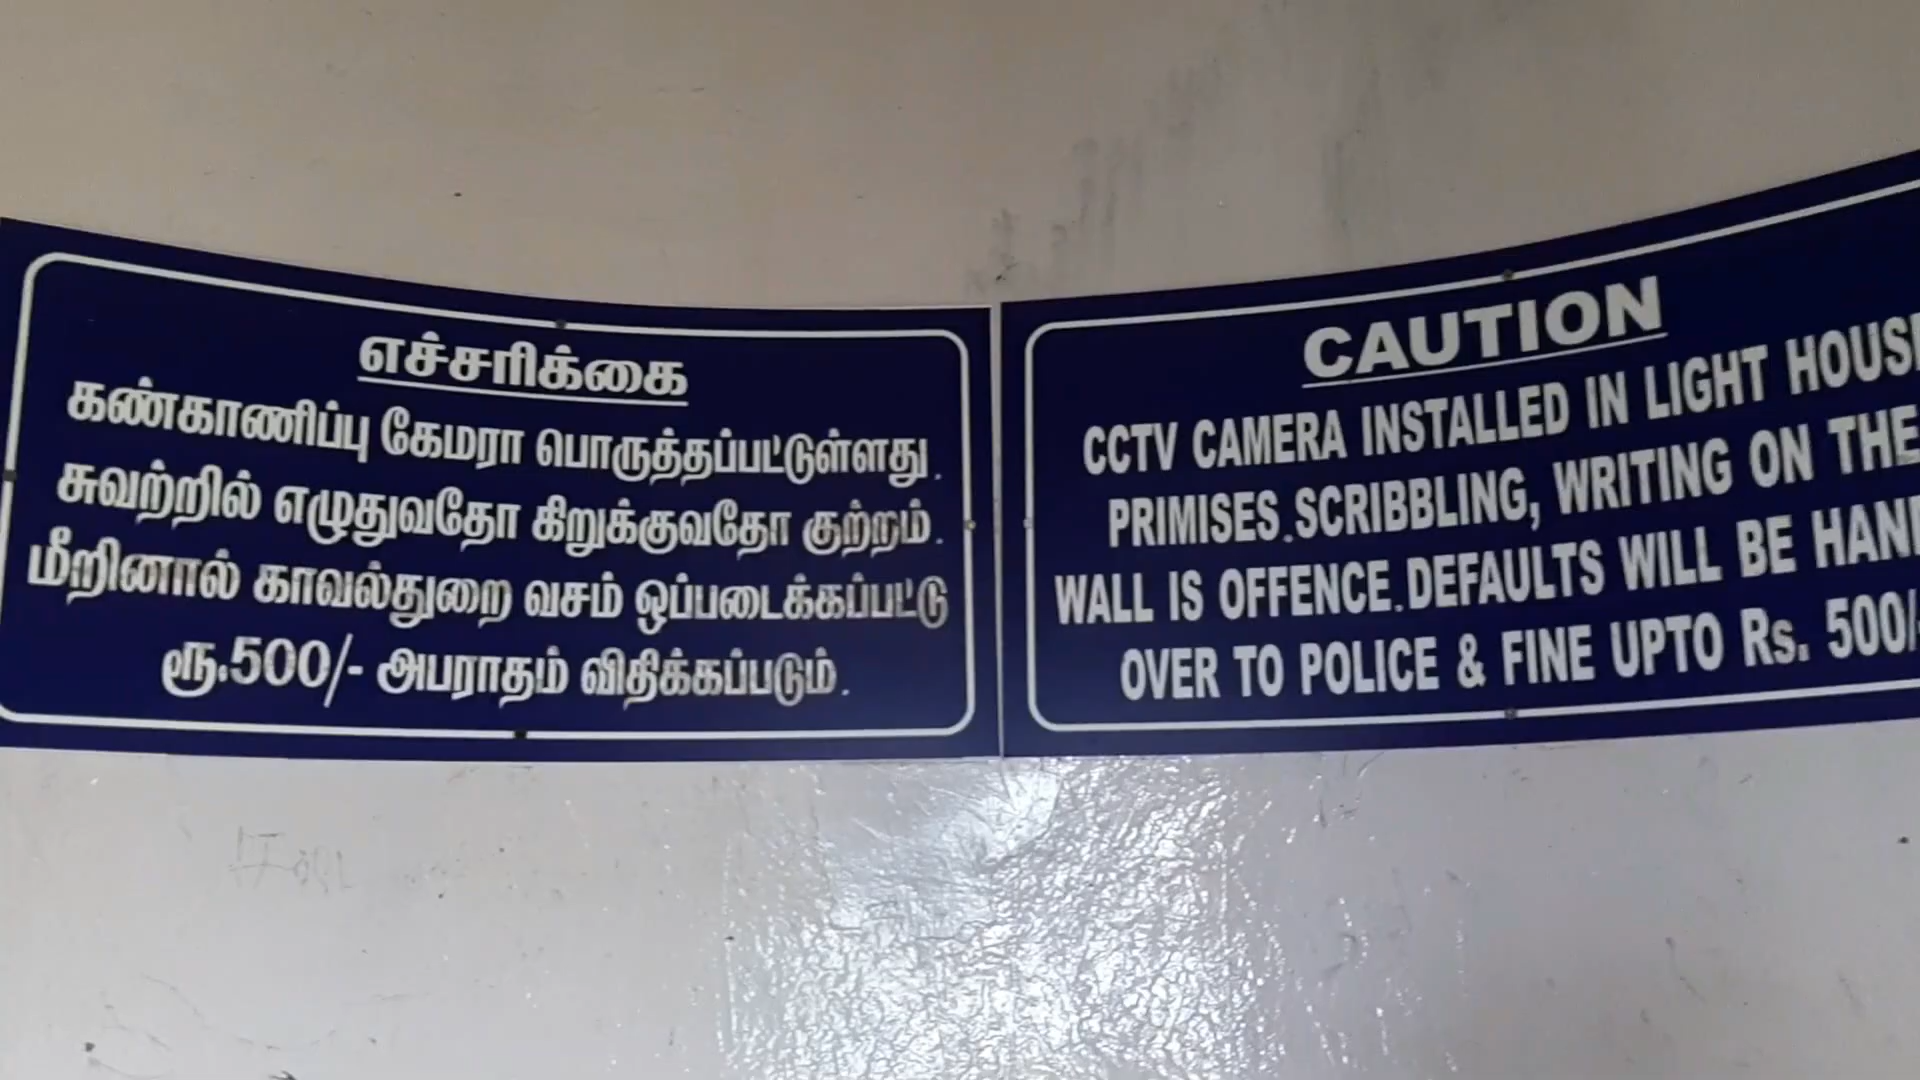 எச்சரிக்கை
கண்காணிப்பு கேமரா பொருத்தப்பட்டுள்ளது.
சுவற்றில் எழுதுவதோ கிறுக்குவதோ குற்றம்.
மீறினால் காவல்துறை வசம் ஒப்படைக்கப்பட்டு
ரூ.500/- அபராதம் விதிக்கப்படும்.
CAUTION
CCTV CAMERA INSTALLED IN LIGHT HOUS
PRIMISES.SCRIBBLING, WRITING ON THE
WALL IS OFFENCE.DEFAULTS WILL BE
OVER TO POLICE & FINE UPTO Rs. 500/-